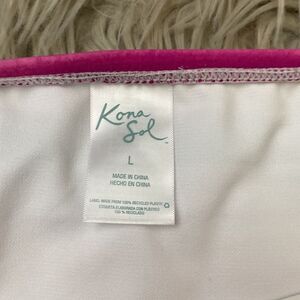 Kona
Sol™
L
MADE IN CHINA
HECHO EN CHINA
LABEL MADE FROM 100% RECYCLED PLASTIC
ETIQUETA ELABORADA CON PLÁSTICO
100 % RECICLADO